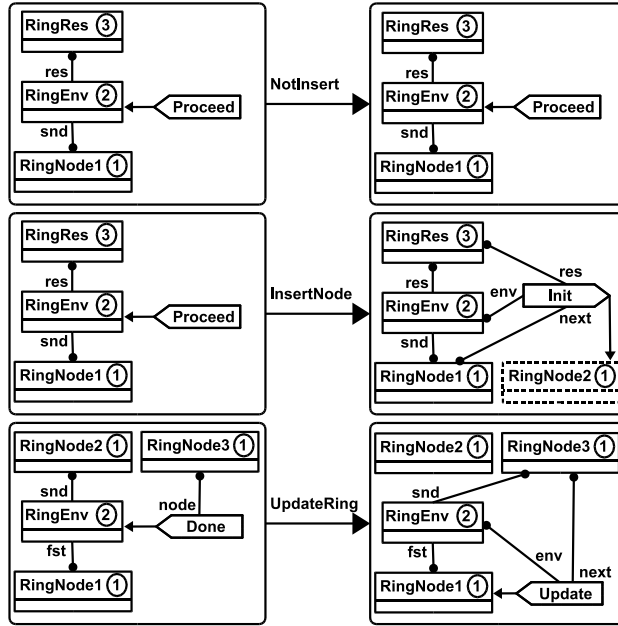 RingRes 3
res
RingEnv 2
Proceed
snd
RingNode1 1
NotInsert
RingRes 3
res
RingEnv 2
Proceed
snd
RingNode1 1
RingRes 3
res
RingEnv 2
Proceed
snd
RingNode1 1
InsertNode
RingRes 3
res
res
env
Init
RingEnv 2
next
snd
RingNode1 1
RingNode2 1
RingNode2 1
RingNode3 1
snd
node
RingEnv 2
Done
fst
RingNode1 1
UpdateRing
RingNode2 1
RingNode3 1
snd
RingEnv 2
fst
env
next
RingNode1 1
Update